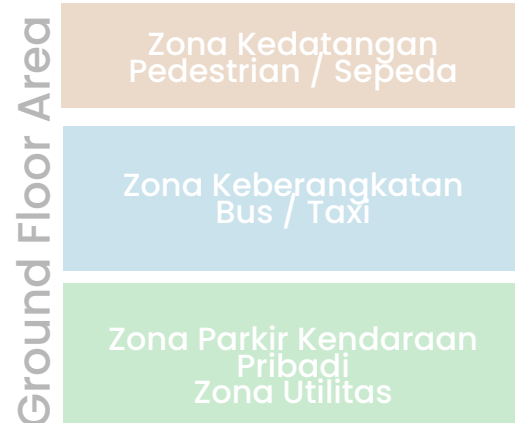 Ground Floor Area
Zona Kedatangan
Pedestrian / Sepeda
Zona Keberangkatan
Bus / Taxi
Zona Parkir Kendaraan
Pribadi
Zona Utilitas